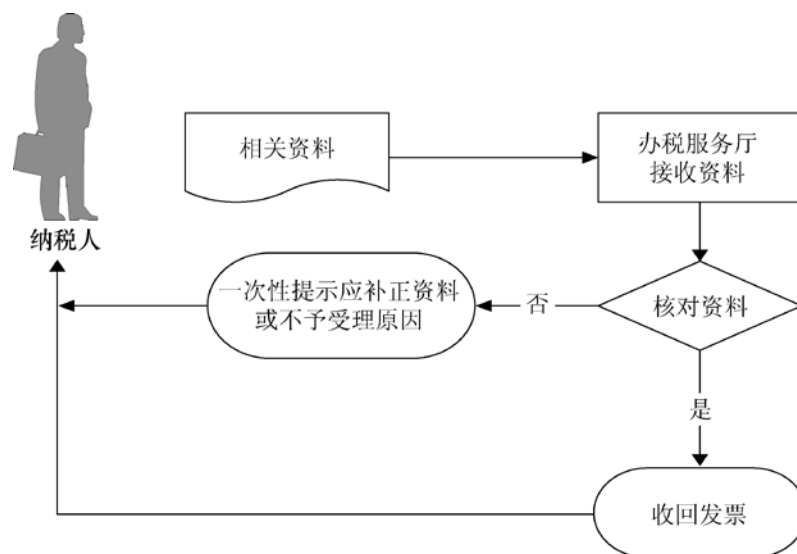 相关资料
办税服务厅
接收资料
纳税人
一次性提示应补正资料
或不予受理原因
否
核对资料
是
收回发票